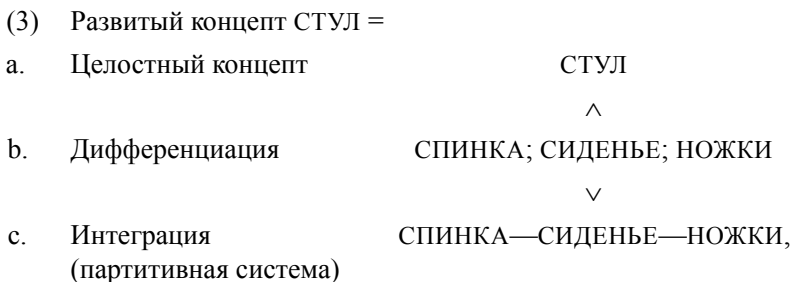 (3) Развитый концепт СТУЛ =
a. Целостный концепт СТУЛ
˄
b. Дифференциация СПИНКА; СИДЕНЬЕ; НОЖКИ
˅
c. Интеграция СПИНКА—СИДЕНЬЕ—НОЖКИ,
(партитивная система)